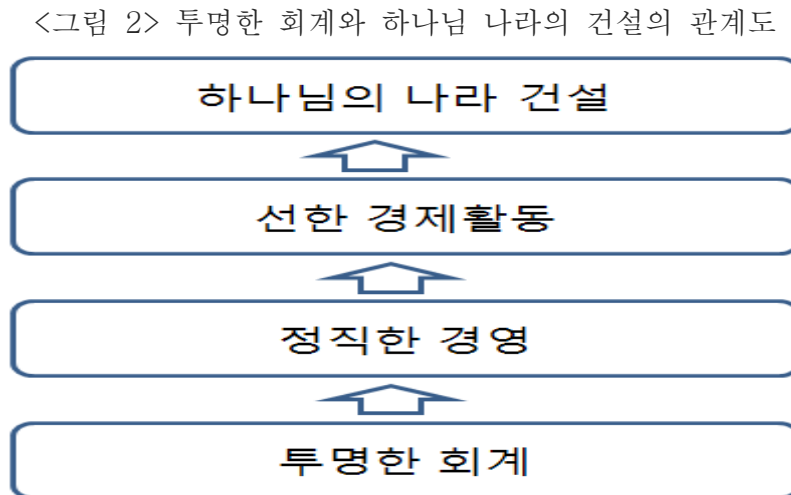 <그림 2> 투명한 회계와 하나님 나라의 건설의 관계도
하나님의 나라 건설
선한 경제활동
정직한 경영
투명한 회계